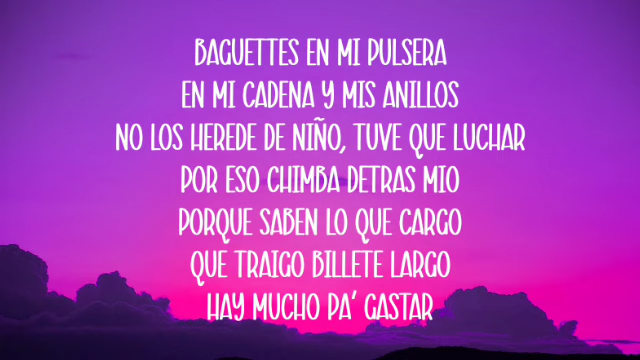 BAGUETTES EN MI PULSERA
EN MI CADENA Y MIS ANILLOS
NO LOS HEREDE DE NIÑO, TUVE QUE LUCHAR
POR ESO CHIMBA DETRAS MIO
PORQUE SABEN LO QUE CARGO
QUE TRAIGO BILLETE LARGO
HAY MUCHO PA' GASTAR